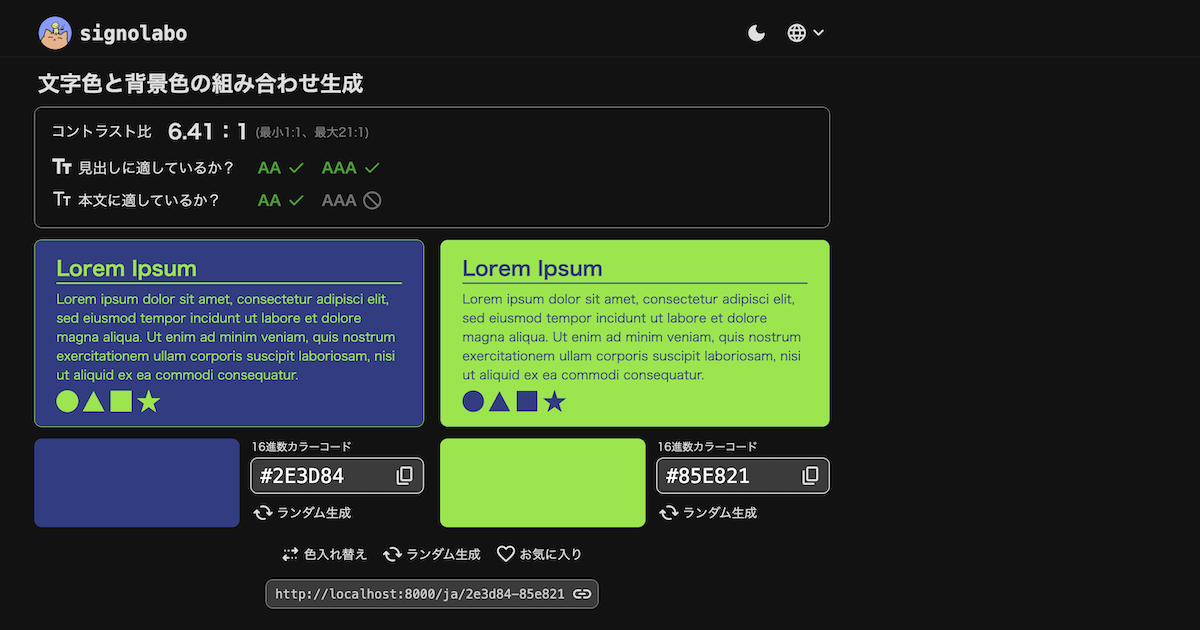 signolabo
文字色と背景色の組み合わせ生成
コントラスト比 6.41 : 1 (最小1:1、最大21:1)
見出しに適しているか？ AA AAA
本文に適しているか？ AA AAA
Lorem Ipsum
Lorem ipsum dolor sit amet, consectetur adipisci elit,
sed eiusmod tempor incidunt ut labore et dolore
magna aliqua. Ut enim ad minim veniam, quis nostrum
exercitationem ullam corporis suscipit laboriosam, nisi
ut aliquid ex ea commodi consequatur.
Lorem Ipsum
Lorem ipsum dolor sit amet, consectetur adipisci elit,
sed eiusmod tempor incidunt ut labore et dolore
magna aliqua. Ut enim ad minim veniam, quis nostrum
exercitationem ullam corporis suscipit laboriosam, nisi
ut aliquid ex ea commodi consequatur.
16進数カラーコード
#2E3D84
ランダム生成
16進数カラーコード
#85E821
ランダム生成
色入れ替え ランダム生成 お気に入り
http://localhost:8000/ja/2e3d84-85e821